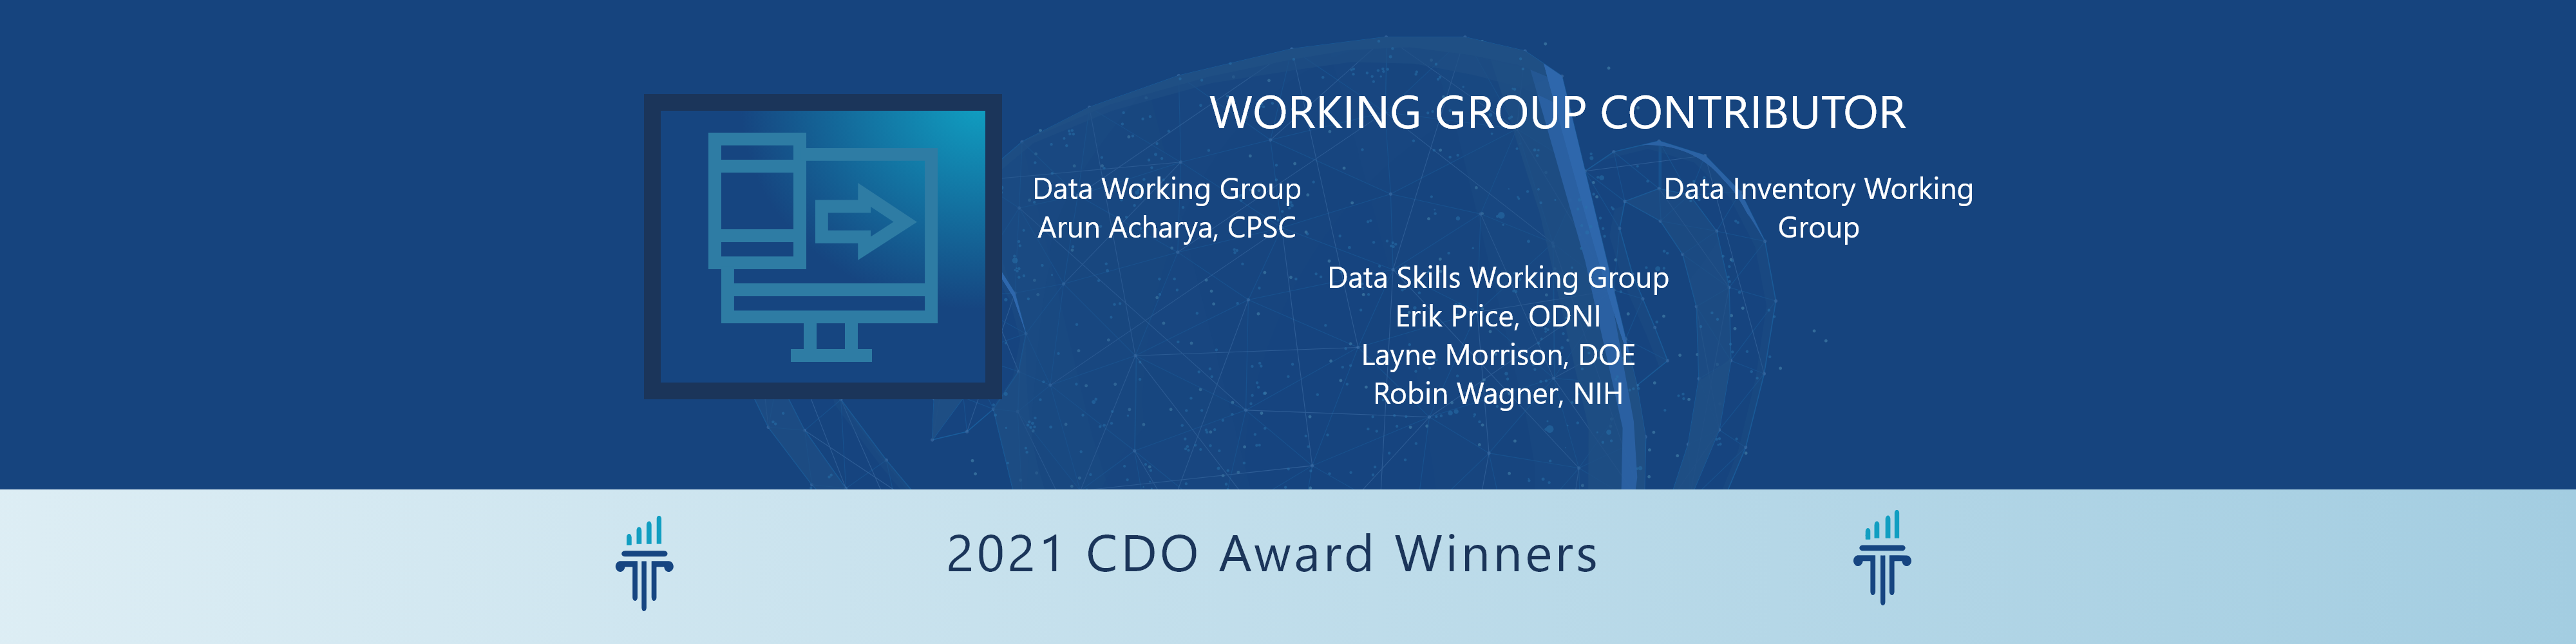 WORKING GROUP CONTRIBUTOR
Data Working Group
Arun Acharya, CPSC
Data Inventory Working
Group
Data Skills Working Group
Erik Price, ODNI
Layne Morrison, DOE
Robin Wagner, NIH
2021 CDO Award Winners